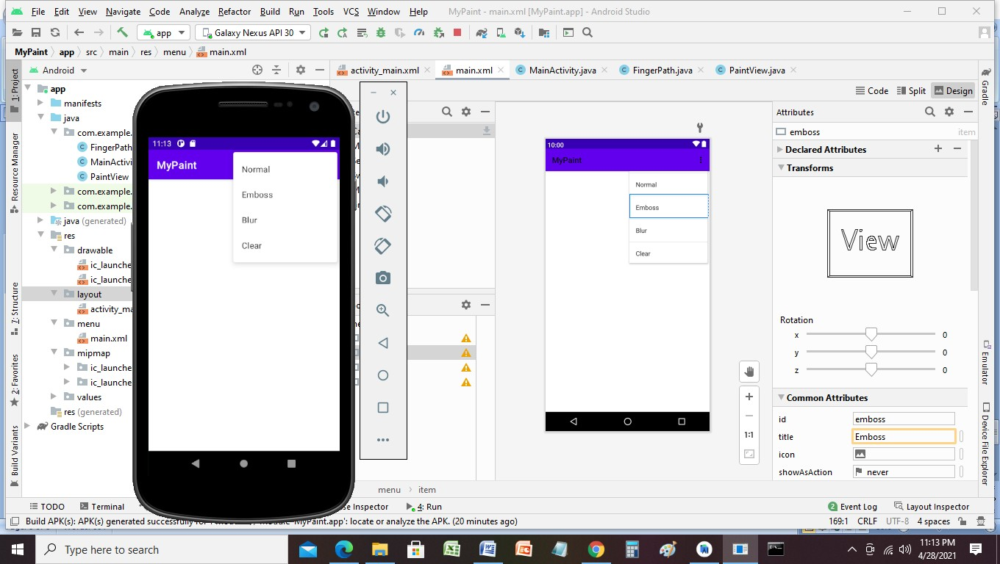 File Edit View Navigate Code Analyze Refactor Build Run Tools VCS Window Help MyPaint - main.xml [MyPaint.app] - Android Studio
app Galaxy Nexus API 30
MyPaint app src main res menu main.xml
Android
activity_main.xml main.xml MainActivity.java FingerPath.java PaintView.java
Code Split Design
1: Project
Resource Manager
7: Structure
2: Favorites
Build Variants
app
manifests
java
com.example.
FingerPath
MainActivi
PaintView
com.example.
com.example.
java (generated)
res
drawable
ic_launche
ic_launche
layout
activity_ma
menu
main.xml
mipmap
ic_launche
ic_launche
values
res (generated)
Gradle Scripts
11:13
MyPaint
Normal
Emboss
Blur
Clear
10:00
MyPaint
Normal
Emboss
Blur
Clear
1:1
Attributes
emboss item
Declared Attributes
Transforms
View
Rotation
x 0
y 0
z 0
Common Attributes
id emboss
title Emboss
icon
showAsAction never
Gradle
Emulator
Device File Explorer
menu item
TODO Terminal se Inspector 4: Run 2 Event Log Layout Inspector
Build APK(s): APK(s) generated successfully for 'MyPaint.app': locate or analyze the APK. (20 minutes ago) 169:1 CRLF UTF-8 4 spaces
Type here to search
11:13 PM
4/28/2021